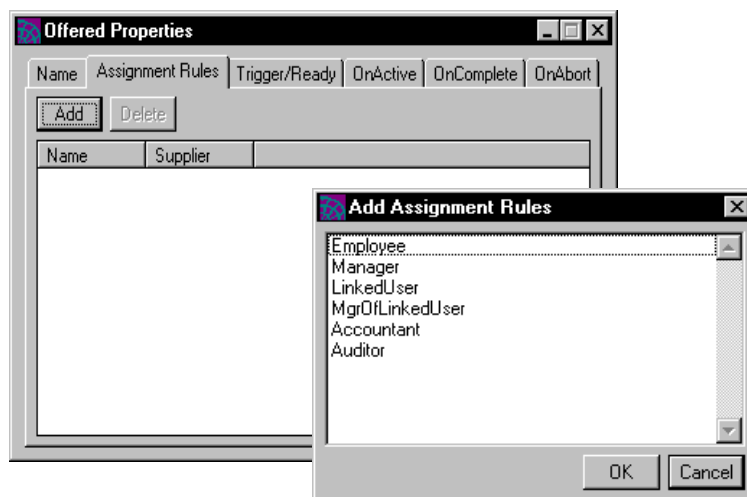 Offered Properties
Name Assignment Rules Trigger/Ready OnActive OnComplete OnAbort
Add Delete
Name Supplier
Add Assignment Rules
Employee
Manager
LinkedUser
MgrOfLinkedUser
Accountant
Auditor
OK Cancel